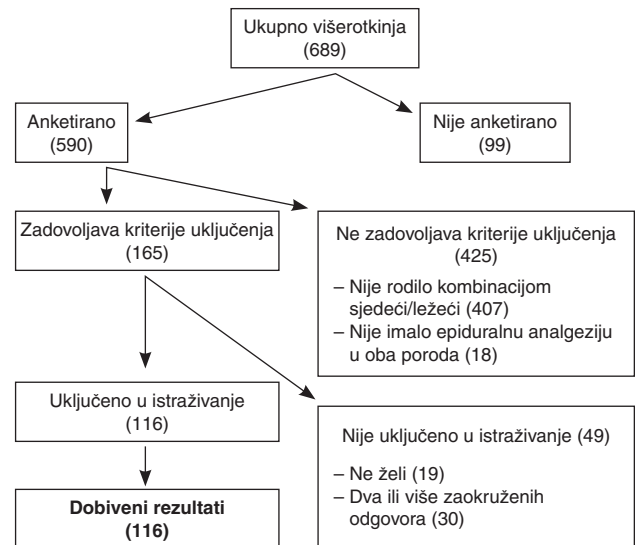 Ukupno višerotkinja
(689)
Anketirano
(590)
Nije anketirano
(99)
Zadovoljava kriterije uključenja
(165)
Ne zadovoljava kriterije uključenja
(425)
– Nije rodilo kombinacijom
sjedeći/ležeći (407)
– Nije imalo epiduralnu analgeziju
u oba poroda (18)
Uključeno u istraživanje
(116)
Nije uključeno u istraživanje (49)
– Ne želi (19)
– Dva ili više zaokruženih
odgovora (30)
Dobiveni rezultati
(116)